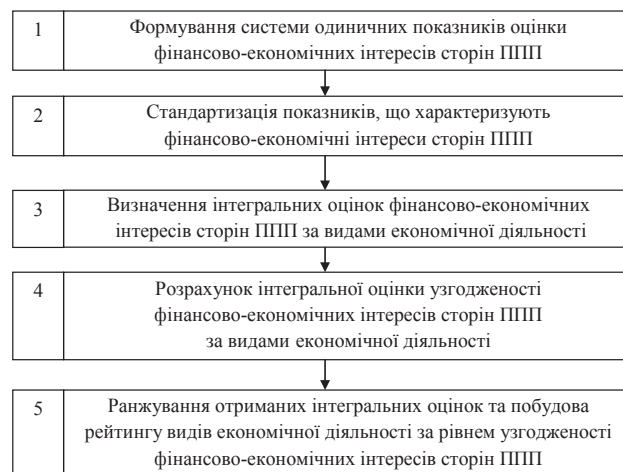 1
Формування системи одиничних показників оцінки
фінансово-економічних інтересів сторін ППП
2
Стандартизація показників, що характеризують
фінансово-економічні інтереси сторін ППП
3
Визначення інтегральних оцінок фінансово-економічних
інтересів сторін ППП за видами економічної діяльності
4
Розрахунок інтегральної оцінки узгодженості
фінансово-економічних інтересів сторін ППП
за видами економічної діяльності
5
Ранжування отриманих інтегральних оцінок та побудова
рейтингу видів економічної діяльності за рівнем узгодженості
фінансово-економічних інтересів сторін ППП